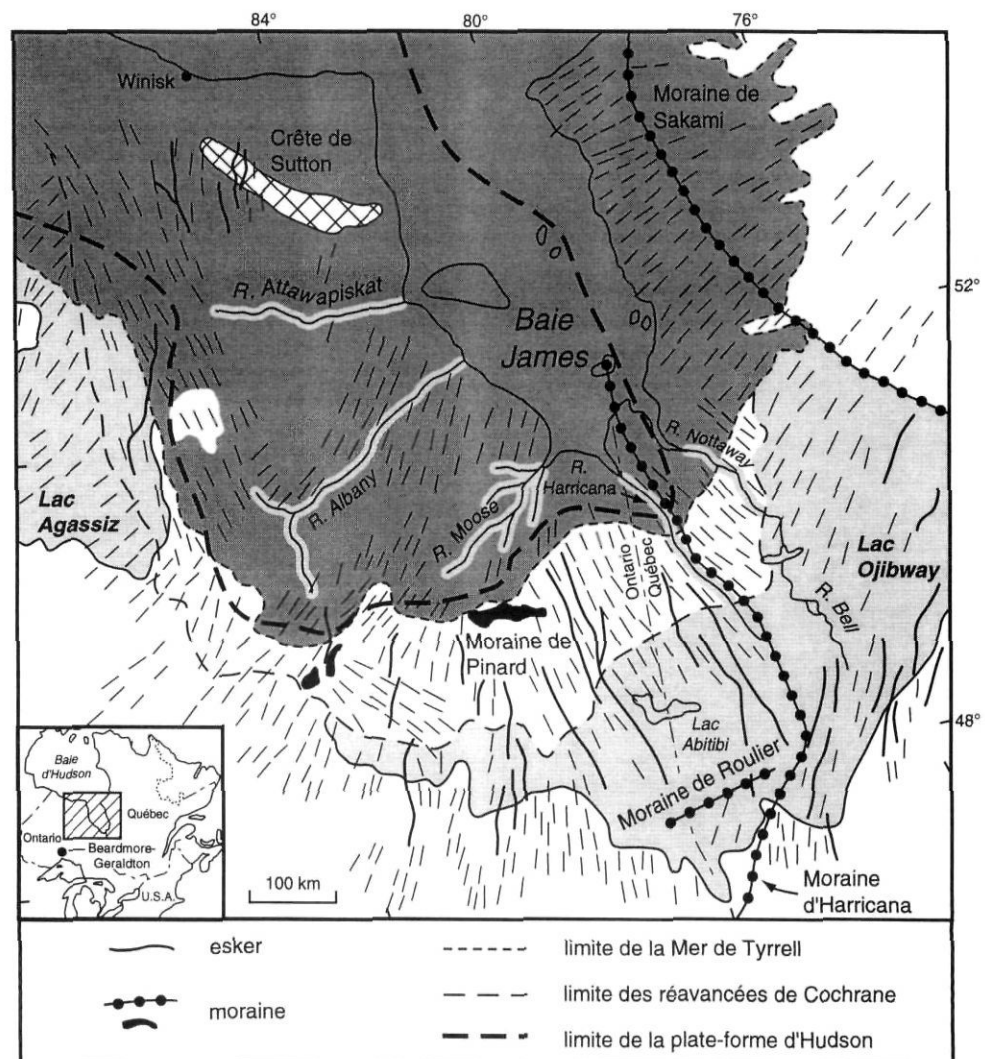 84°
80°
76°
Winisk
Moraine de
Sakami
Crête de
Sutton
52°
R. Attawapiskat
Baie
James
R. Nottaway
R. Albany
R.
Harricana
R. Moose
Lac
Agassiz
Ontario
Québec
Lac
Ojibway
R. Bell
Moraine de
Pinard
48°
Lac
Abitibi
Moraine de Roulier
Baie
d'Hudson
Québec
Ontario
Beardmore-
Geraldton
U.S.A.
100 km
Moraine
d'Harricana
esker
limite de la Mer de Tyrrell
moraine
limite des réavancées de Cochrane
limite de la plate-forme d'Hudson